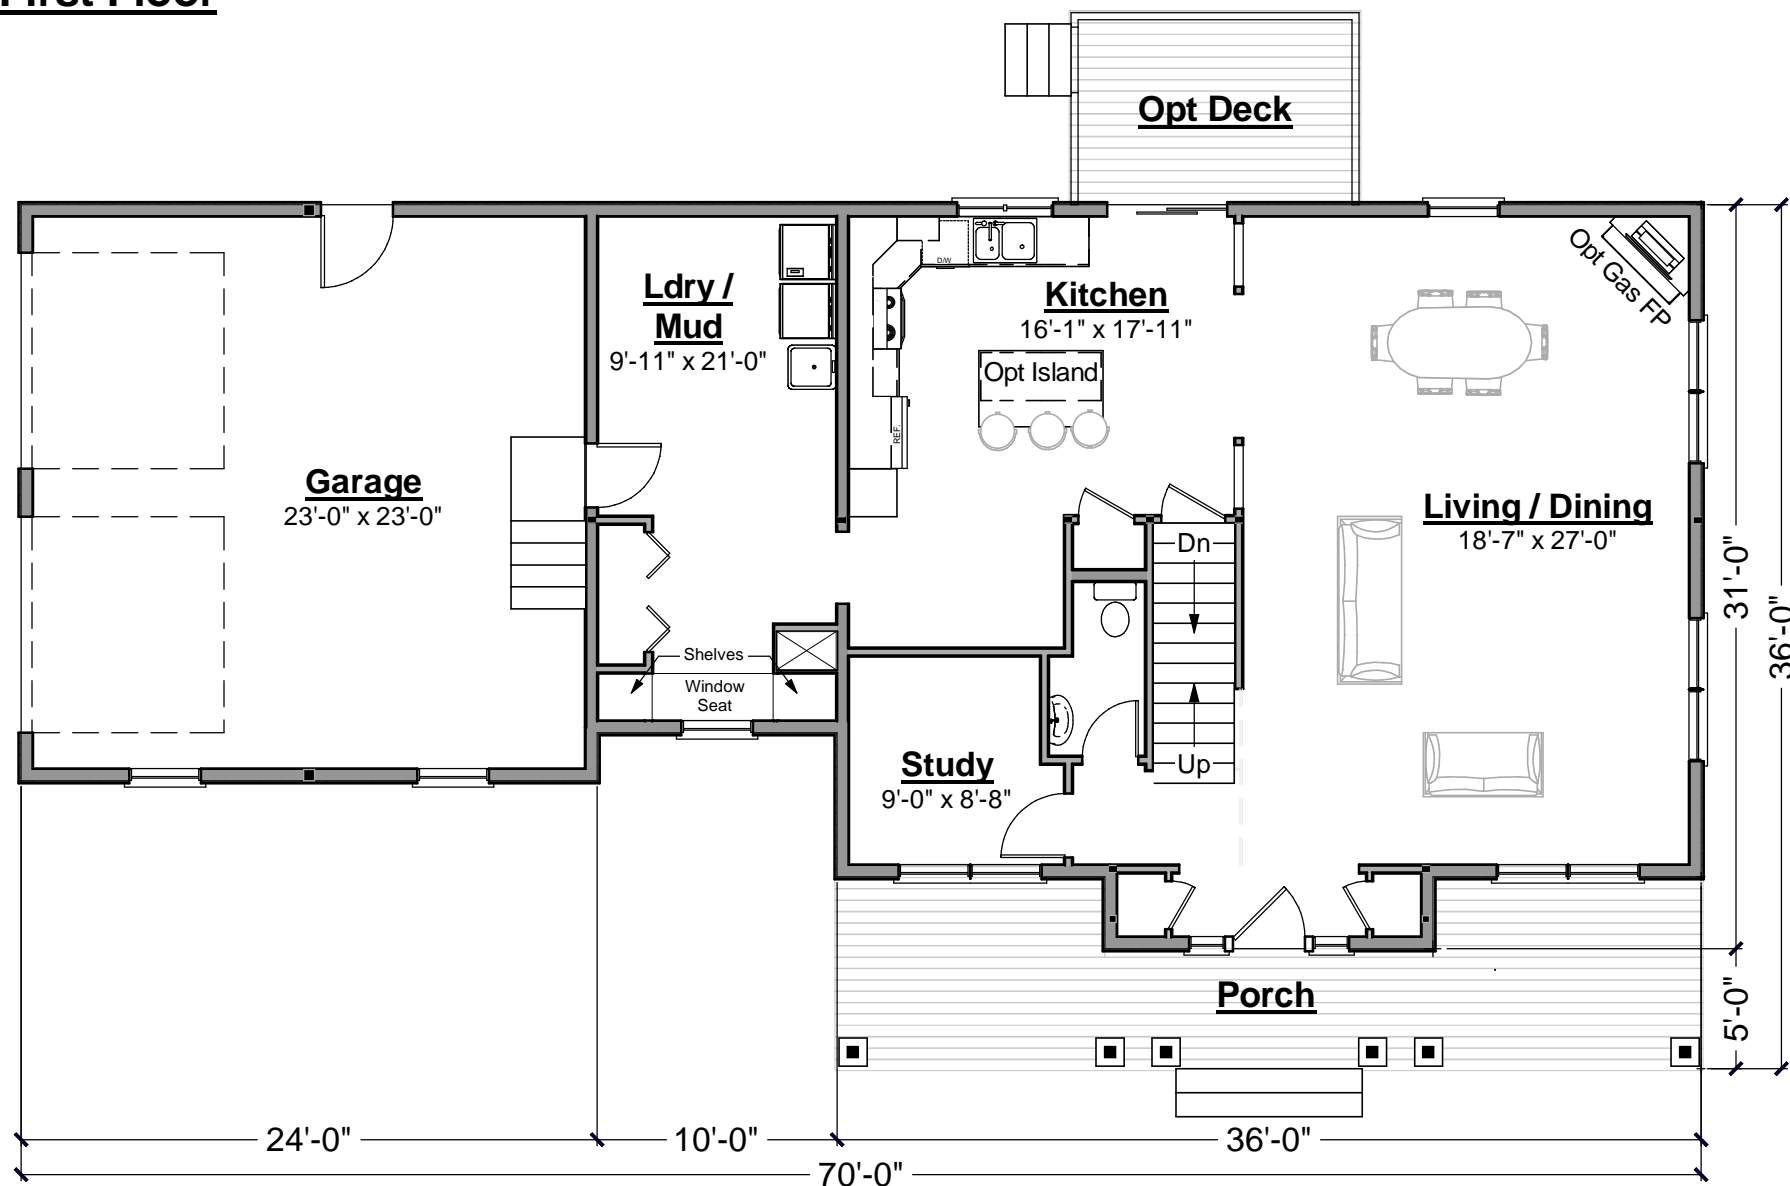 First Floor
Opt Deck
Ldry /
Mud
9'-11" x 21'-0"
D/W
Kitchen
16'-1" x 17'-11"
Opt Island
REF.
Opt Gas FP
Garage
23'-0" x 23'-0"
Living / Dining
18'-7" x 27'-0"
Dn
Up
Shelves
Window
Seat
Study
9'-0" x 8'-8"
Porch
31'-0"
36'-0"
5'-0"
24'-0"
10'-0"
36'-0"
70'-0"